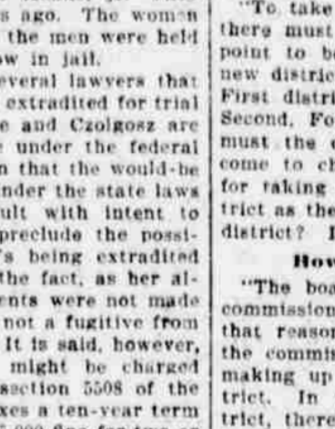 s ago. The women
the men were held
ow in jail.
everal lawyers that
extradited for trial
e and Czolgosz are
under the federal
n that the would-be
nder the state laws
ult with intent to
preclude the possi-
's being extradited
the fact, as her al-
ents were not made
not a fugitive from
It is said, however,
might be charged
section 5508 of the
xes a ten-year term
"To take
there must
point to be
new distric
First distri
Second. Fo
must the c
come to ch
for taking
trict as the
district? I
How
"The boa
commission
that reason
the commis
making up
trict. In
trict, there